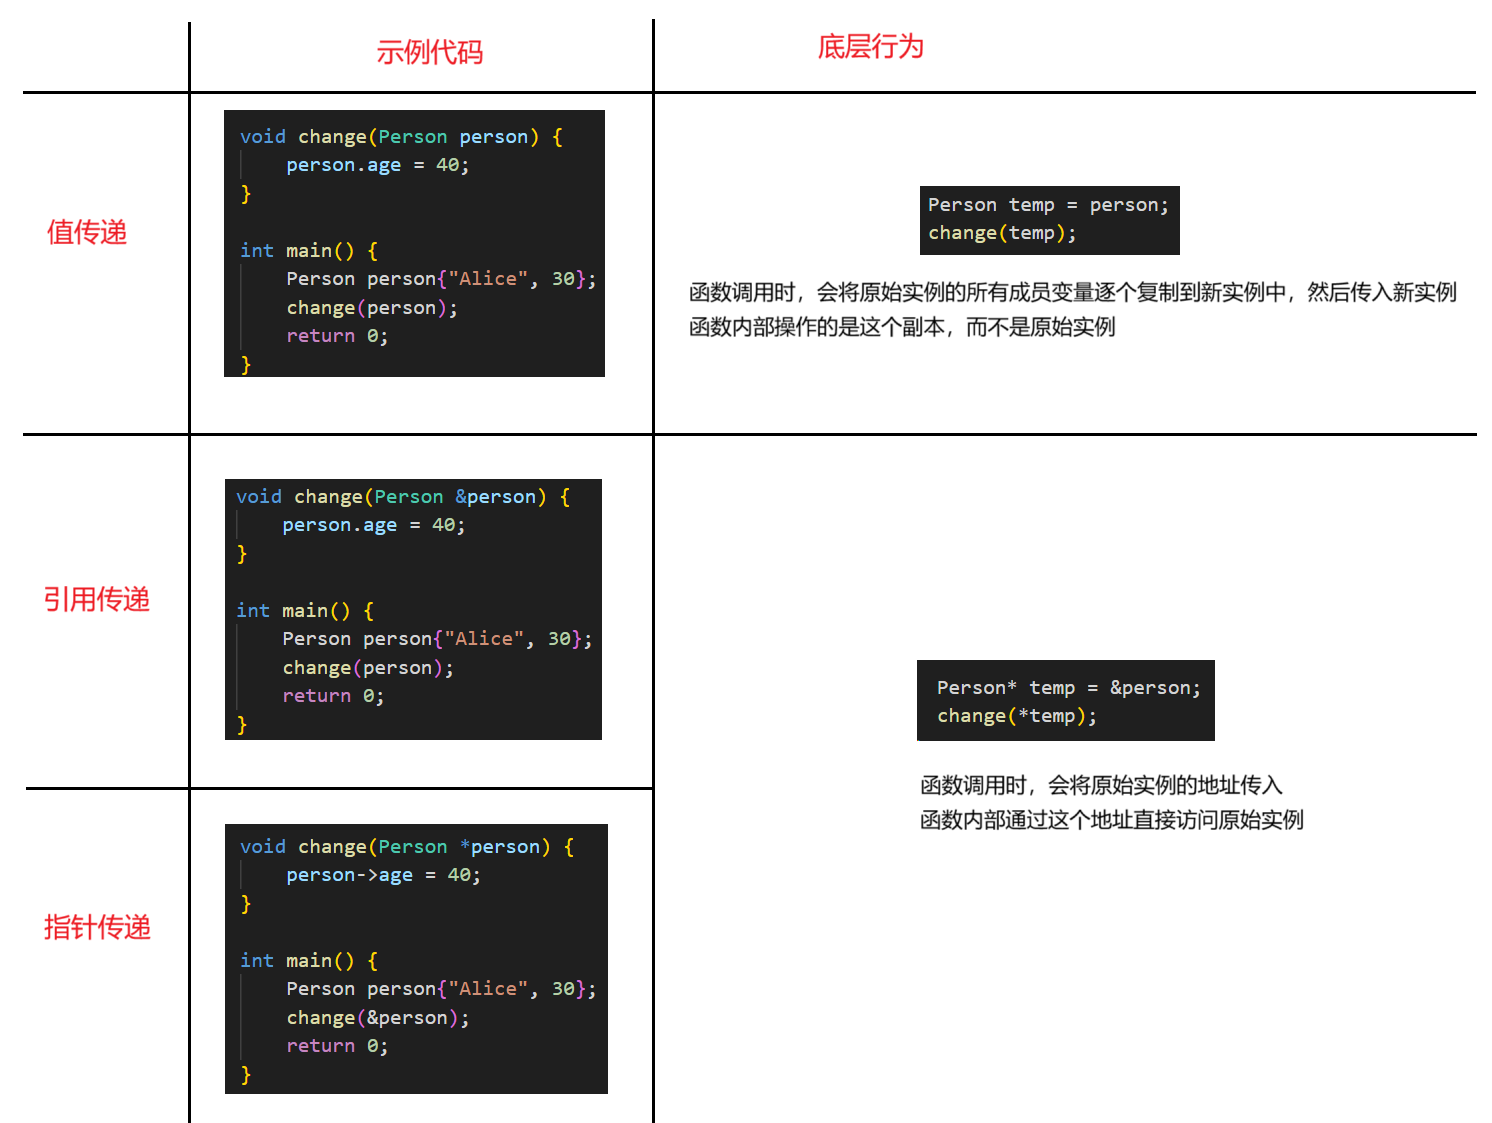 示例代码
底层行为
值传递
void change(Person person) {
    person.age = 40;
}
int main() {
    Person person{"Alice", 30};
    change(person);
    return 0;
}
Person temp = person;
change(temp);
函数调用时，会将原始实例的所有成员变量逐个复制到新实例中，然后传入新实例
函数内部操作的是这个副本，而不是原始实例
引用传递
void change(Person &person) {
    person.age = 40;
}
int main() {
    Person person{"Alice", 30};
    change(person);
    return 0;
}
指针传递
void change(Person *person) {
    person->age = 40;
}
int main() {
    Person person{"Alice", 30};
    change(&person);
    return 0;
}
Person* temp = &person;
change(*temp);
函数调用时，会将原始实例的地址传入
函数内部通过这个地址直接访问原始实例